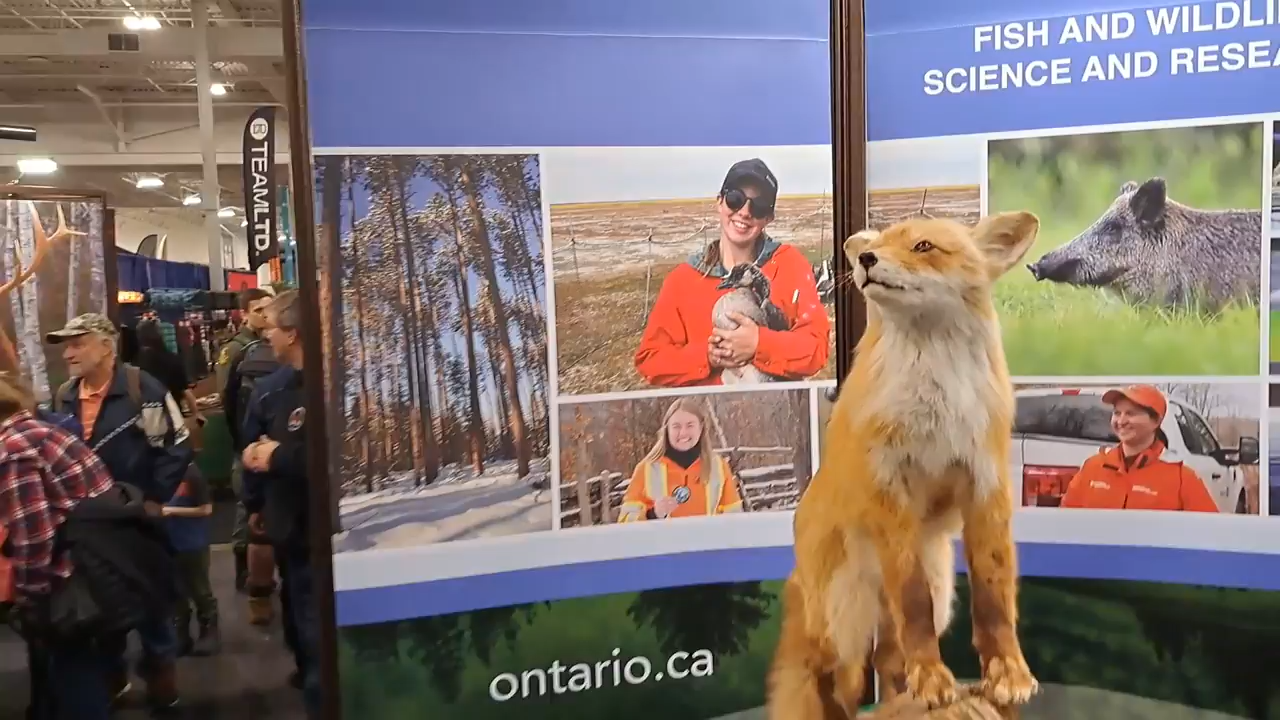 TEAMLTD.
FISH AND WILDLI
SCIENCE AND RESEA
ontario.ca